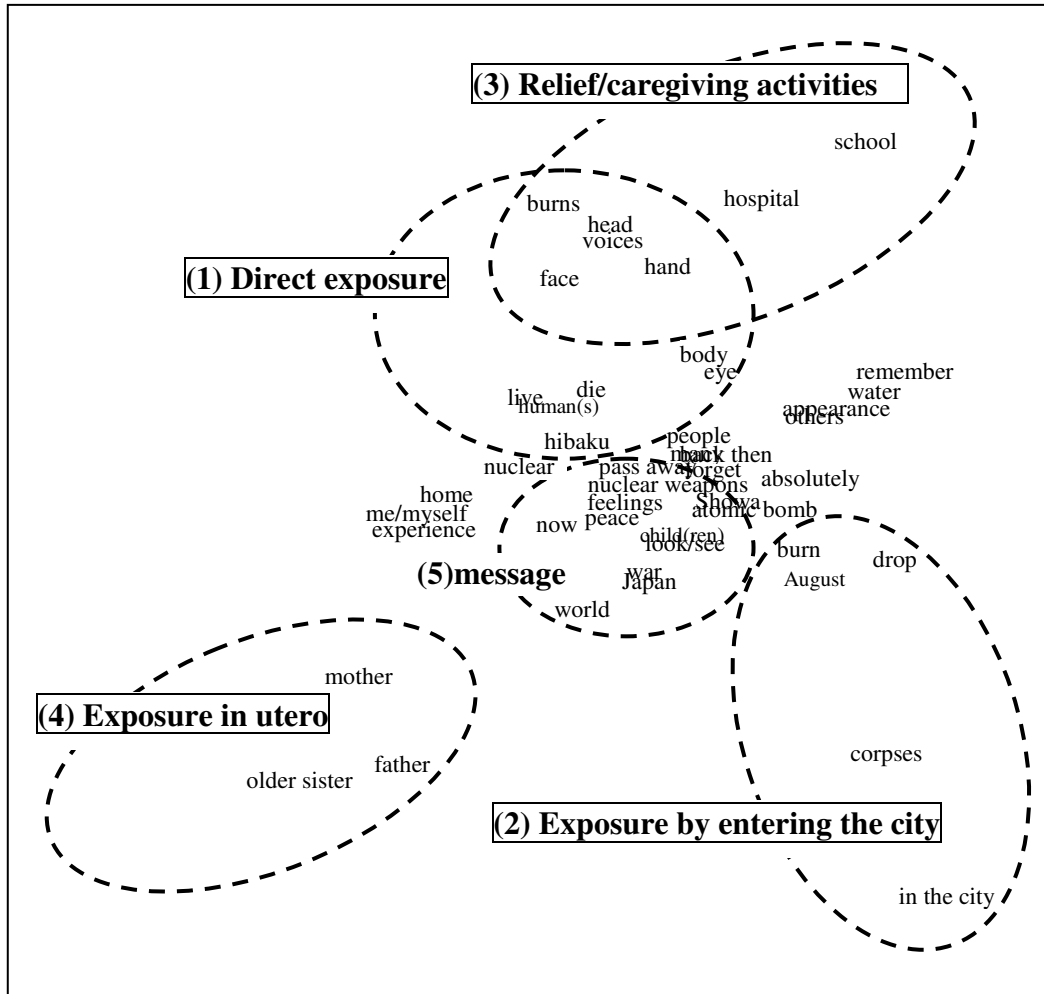 (3) Relief/caregiving activities
school
hospital
burns
head
voices
hand
(1) Direct exposure
face
body
eye
remember
die
water
live
human(s)
appearance
others
people
hibaku
many
back then
nuclear
pass away
forget
absolutely
nuclear weapons
home
feelings
Showa
me/myself
atomic bomb
peace
now
experience
child(ren)
look/see
burn
drop
(5)message
war
Japan
August
world
mother
(4) Exposure in utero
corpses
father
older sister
(2) Exposure by entering the city
in the city